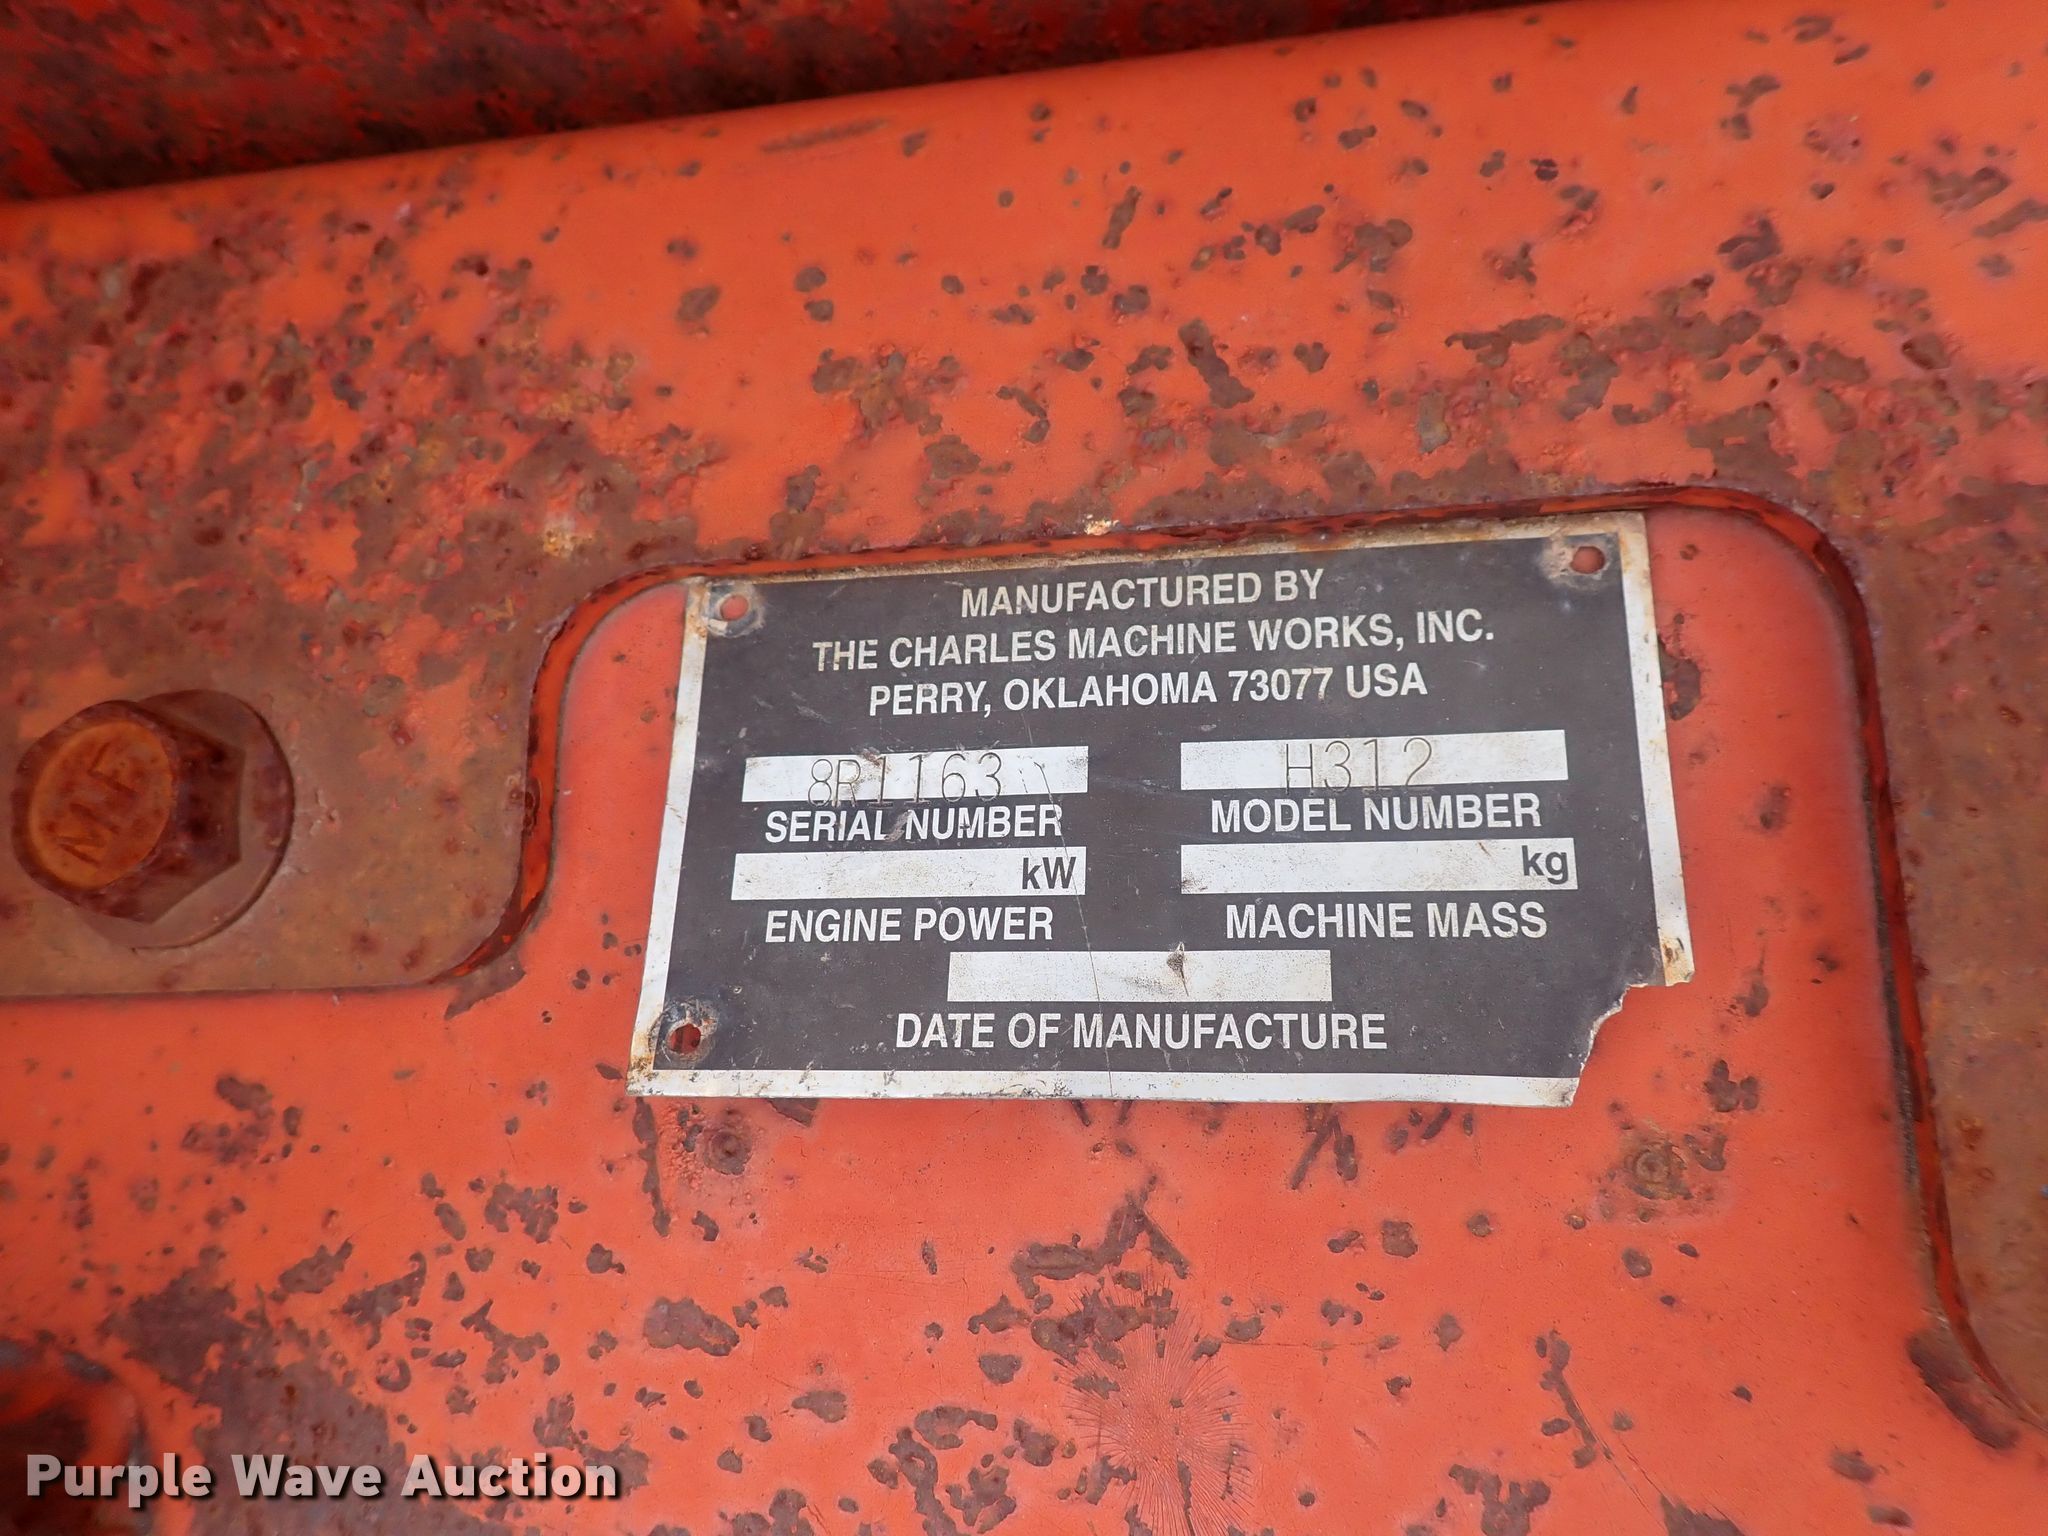 MANUFACTURED BY
THE CHARLES MACHINE WORKS, INC.
PERRY, OKLAHOMA 73077 USA
8R1163 H312
SERIAL NUMBER MODEL NUMBER
kW kg
ENGINE POWER MACHINE MASS
DATE OF MANUFACTURE
Purple Wave Auction